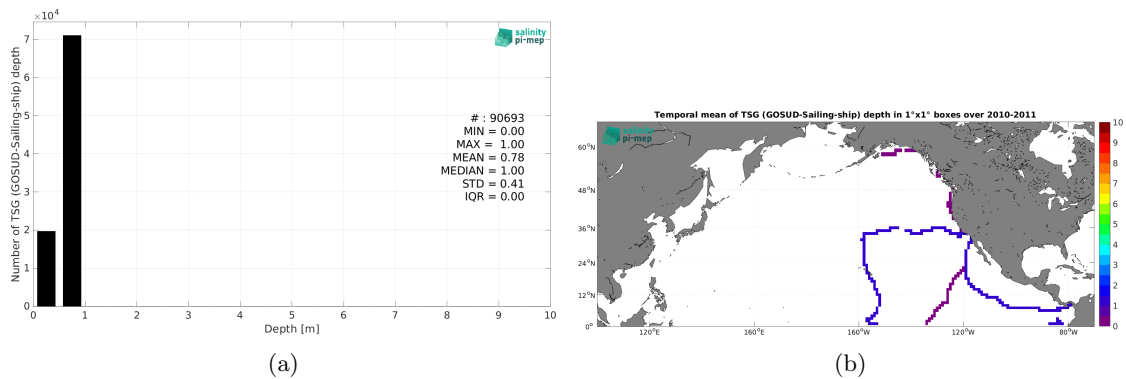 ×10⁴
7
6
5
4
3
2
1
0
Number of TSG (GOSUD-Sailing-ship) depth
salinity
pi-mep
# : 90693
MIN = 0.00
MAX = 1.00
MEAN = 0.78
MEDIAN = 1.00
STD = 0.41
IQR = 0.00
0 1 2 3 4 5 6 7 8 9 10
Depth [m]
(a)
Temporal mean of TSG (GOSUD-Sailing-ship) depth in 1°x1° boxes over 2010-2011
salinity
pi-mep
60°N
48°N
36°N
24°N
12°N
0°
120°E 160°E 160°W 120°W 80°W
10
9
8
7
6
5
4
3
2
1
0
(b)